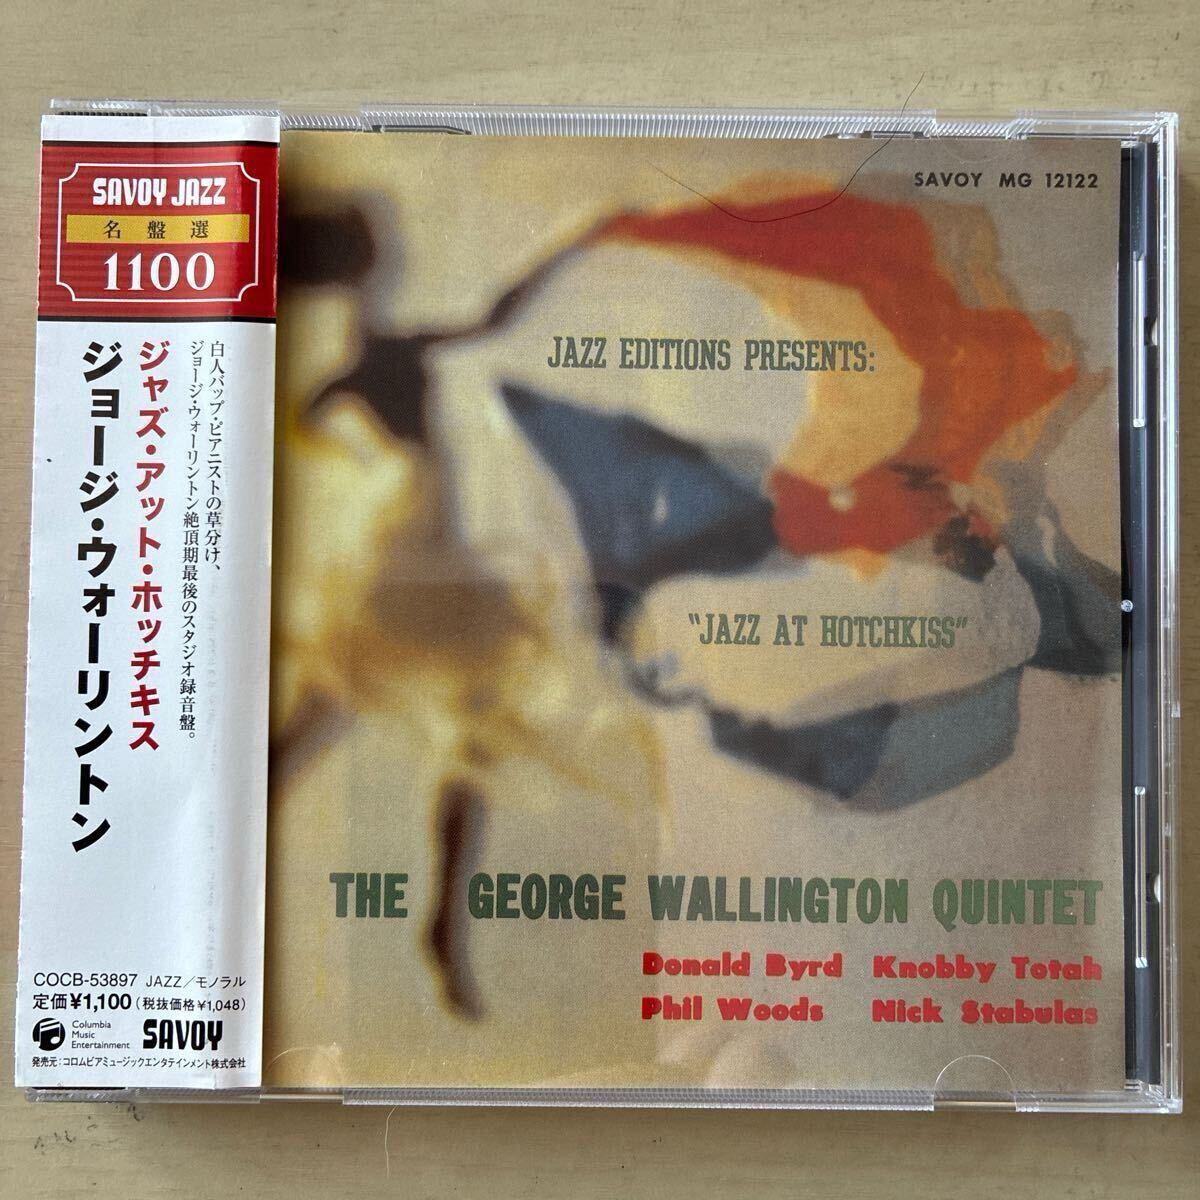 SAVOY JAZZ
名盤選
1100
白人バップ・ピアニストの草分け、
ジョージ・ウォーリントン絶頂期最後のスタジオ録音盤。
ジャズ・アット・ホッチキス
ジョージ・ウォーリントン
COCB-53897 JAZZ/モノラル
定価¥1,100(税抜価格¥1,048)
Columbia
Music
Entertainment
SAVOY
発売元:コロムビアミュージックエンタテインメント株式会社
SAVOY MG 12122
JAZZ EDITIONS PRESENTS:
"JAZZ AT HOTCHKISS"
THE GEORGE WALLINGTON QUINTET
Donald Byrd Knobby Totah
Phil Woods Nick Stabulas